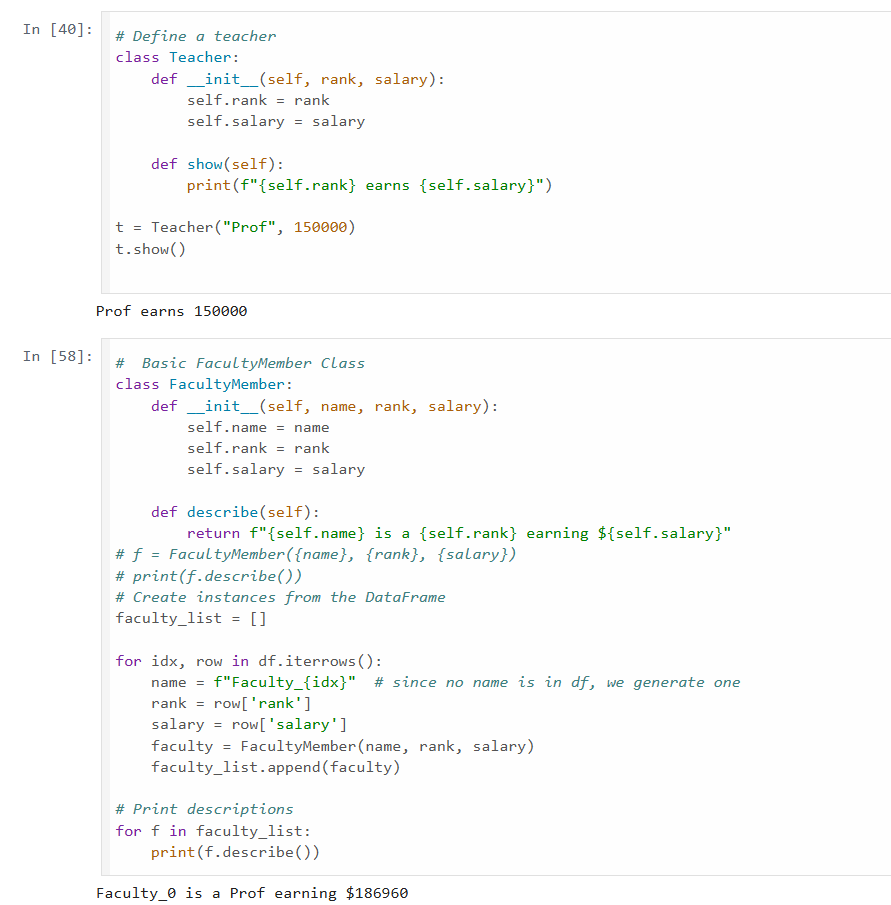 In [40]:
# Define a teacher
class Teacher:
    def __init__(self, rank, salary):
        self.rank = rank
        self.salary = salary

    def show(self):
        print(f"{self.rank} earns {self.salary}")

t = Teacher("Prof", 150000)
t.show()

Prof earns 150000

In [58]:
#  Basic FacultyMember Class
class FacultyMember:
    def __init__(self, name, rank, salary):
        self.name = name
        self.rank = rank
        self.salary = salary

    def describe(self):
        return f"{self.name} is a {self.rank} earning ${self.salary}"
# f = FacultyMember({name}, {rank}, {salary})
# print(f.describe())
# Create instances from the DataFrame
faculty_list = []

for idx, row in df.iterrows():
    name = f"Faculty_{idx}"  # since no name is in df, we generate one
    rank = row['rank']
    salary = row['salary']
    faculty = FacultyMember(name, rank, salary)
    faculty_list.append(faculty)

# Print descriptions
for f in faculty_list:
    print(f.describe())

Faculty_0 is a Prof earning $186960